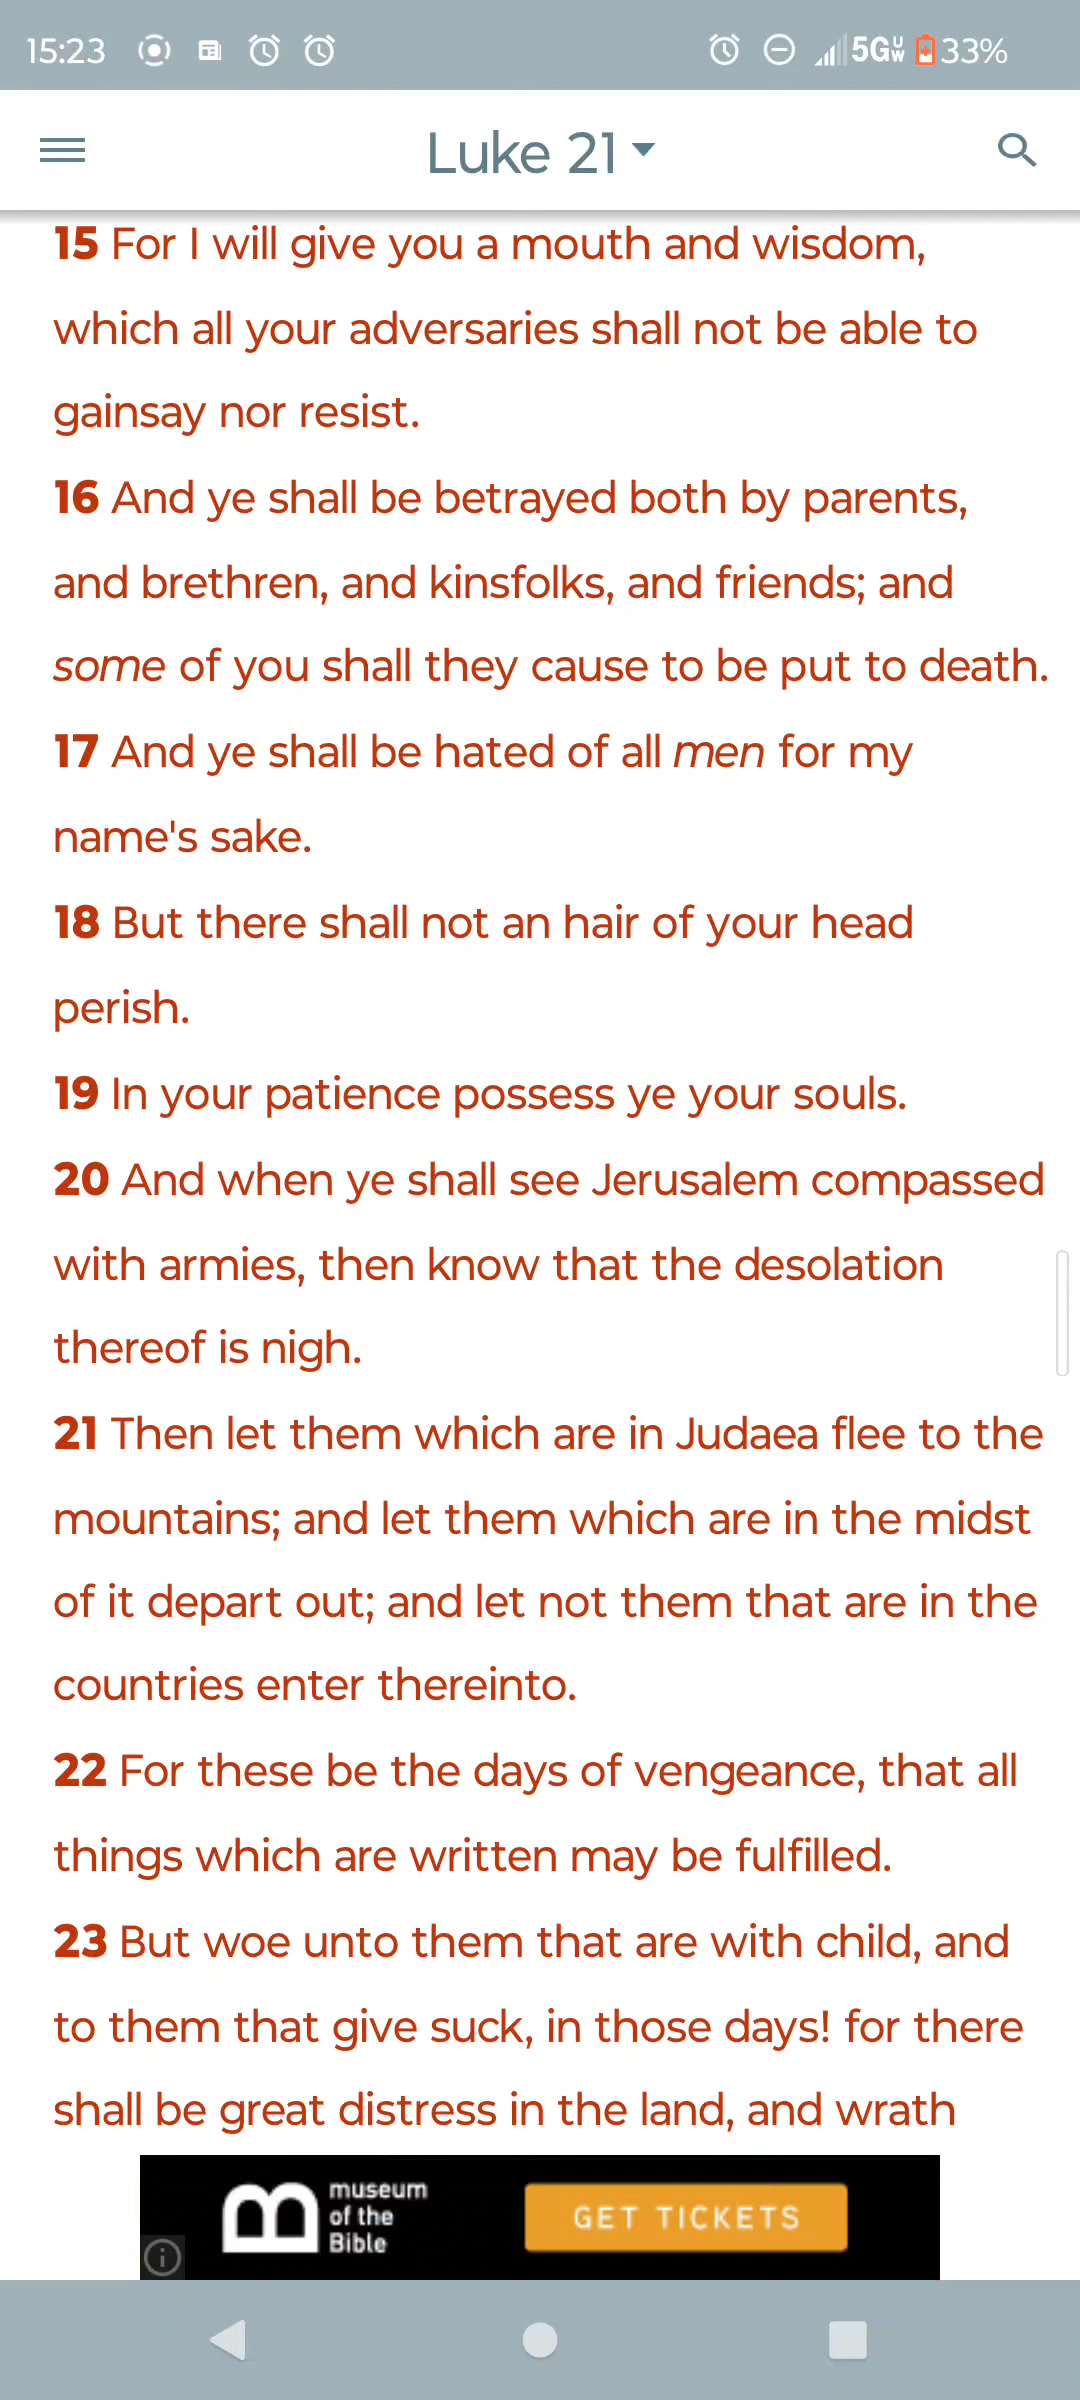 15:23 5G UW 33%
Luke 21
15 For I will give you a mouth and wisdom,
which all your adversaries shall not be able to
gainsay nor resist.
16 And ye shall be betrayed both by parents,
and brethren, and kinsfolks, and friends; and
some of you shall they cause to be put to death.
17 And ye shall be hated of all men for my
name's sake.
18 But there shall not an hair of your head
perish.
19 In your patience possess ye your souls.
20 And when ye shall see Jerusalem compassed
with armies, then know that the desolation
thereof is nigh.
21 Then let them which are in Judaea flee to the
mountains; and let them which are in the midst
of it depart out; and let not them that are in the
countries enter thereinto.
22 For these be the days of vengeance, that all
things which are written may be fulfilled.
23 But woe unto them that are with child, and
to them that give suck, in those days! for there
shall be great distress in the land, and wrath
museum
of the
Bible
GET TICKETS